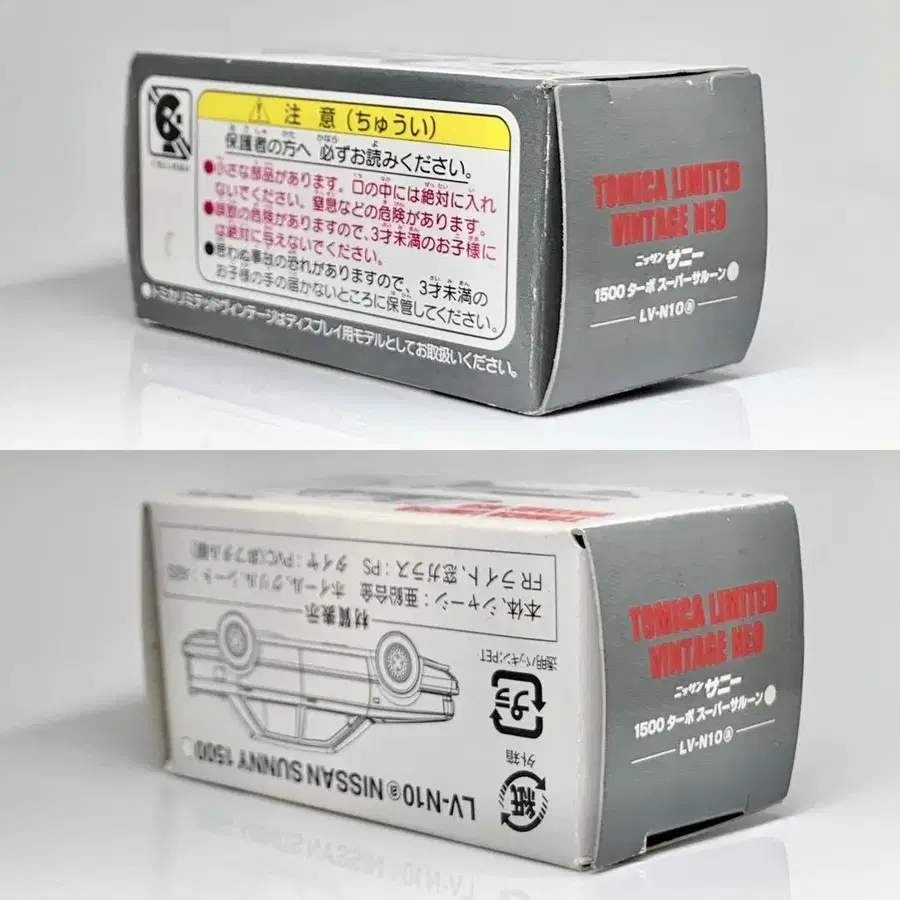 注意（ちゅうい）
保護者の方へ 必ずお読みください。
●小さな部品があります。口の中には絶対に入れ
ないでください。窒息などの危険があります。
●誤飲の危険がありますので、3才未満のお子様に
は絶対に与えないでください。
●思わぬ事故の恐れがありますので、3才未満の
お子様の手の届かないところに保管してください。
●トミカリミテッドヴィンテージはディスプレイ用モデルとしてお取扱いください。
TOMICA LIMITED
VINTAGE NEO
ニッサン サニー
1500 ターボ スーパーサルーン
LV-N10ⓐ
TOMICA LIMITED
VINTAGE NEO
ニッサン サニー
1500 ターボ スーパーサルーン
LV-N10ⓐ
LV-N10ⓐ NISSAN SUNNY 1500
外箱
紙
プラ
透明パッキン:PET
材質表示
本体、シャーシ：亜鉛合金 ホイール、グリル、シート：ABS
FRライト、窓ガラス：PS タイヤ：PVC(非フタル酸)